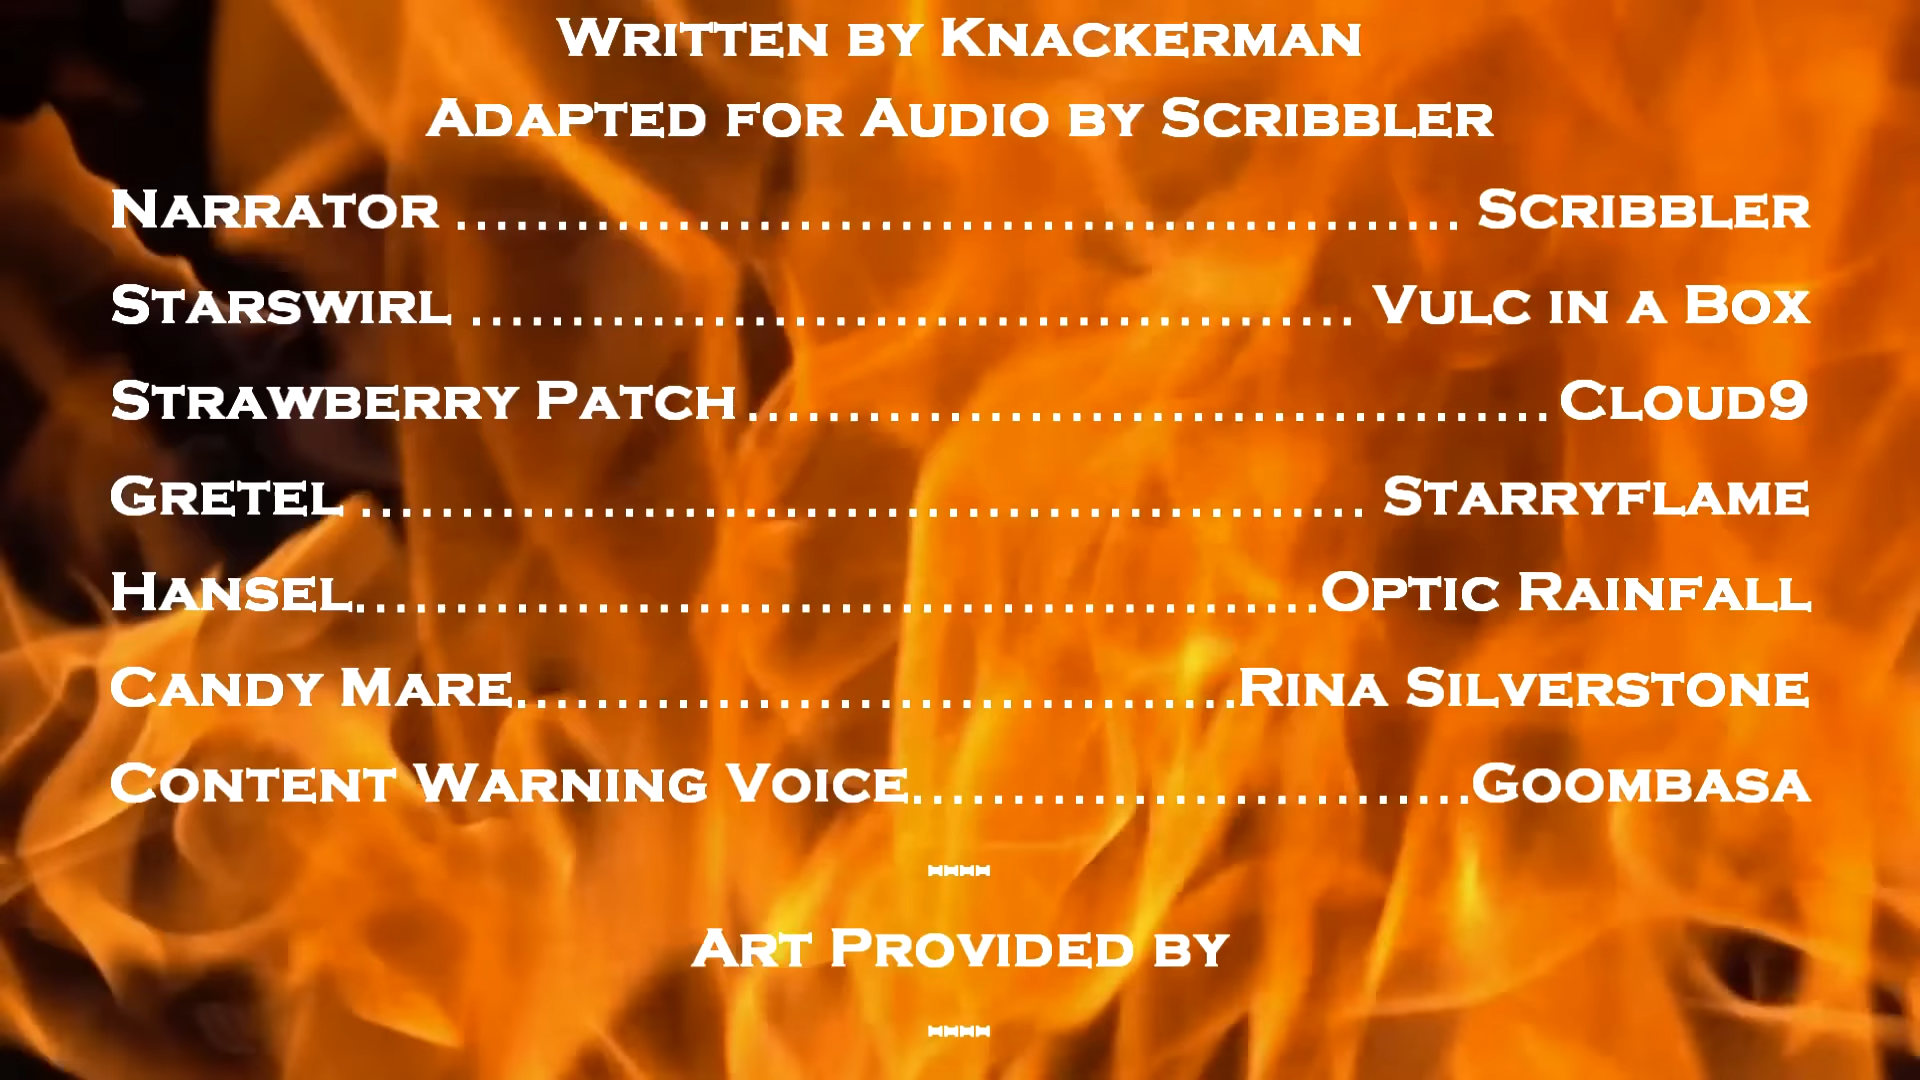 Written by Knackerman
Adapted for Audio by Scribbler
Narrator .................................................. Scribbler
Starswirl ............................................ Vulc in a Box
Strawberry Patch........................................Cloud9
Gretel .................................................. Starryflame
Hansel................................................Optic Rainfall
Candy Mare....................................Rina Silverstone
Content Warning Voice............................Goombasa
Art Provided by